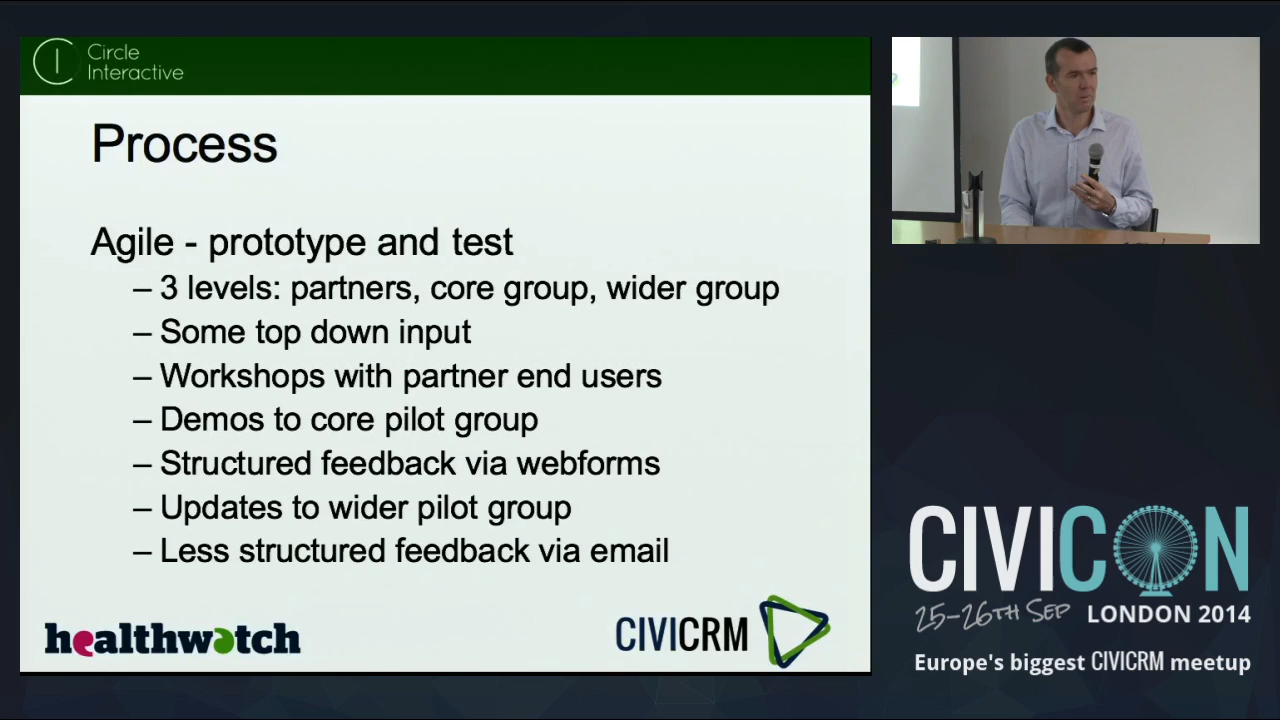 Circle
Interactive
Process
Agile - prototype and test
– 3 levels: partners, core group, wider group
– Some top down input
– Workshops with partner end users
– Demos to core pilot group
– Structured feedback via webforms
– Updates to wider pilot group
– Less structured feedback via email
healthwatch
CIVICRM
CIVICON
25-26TH SEP LONDON 2014
Europe's biggest CIVICRM meetup